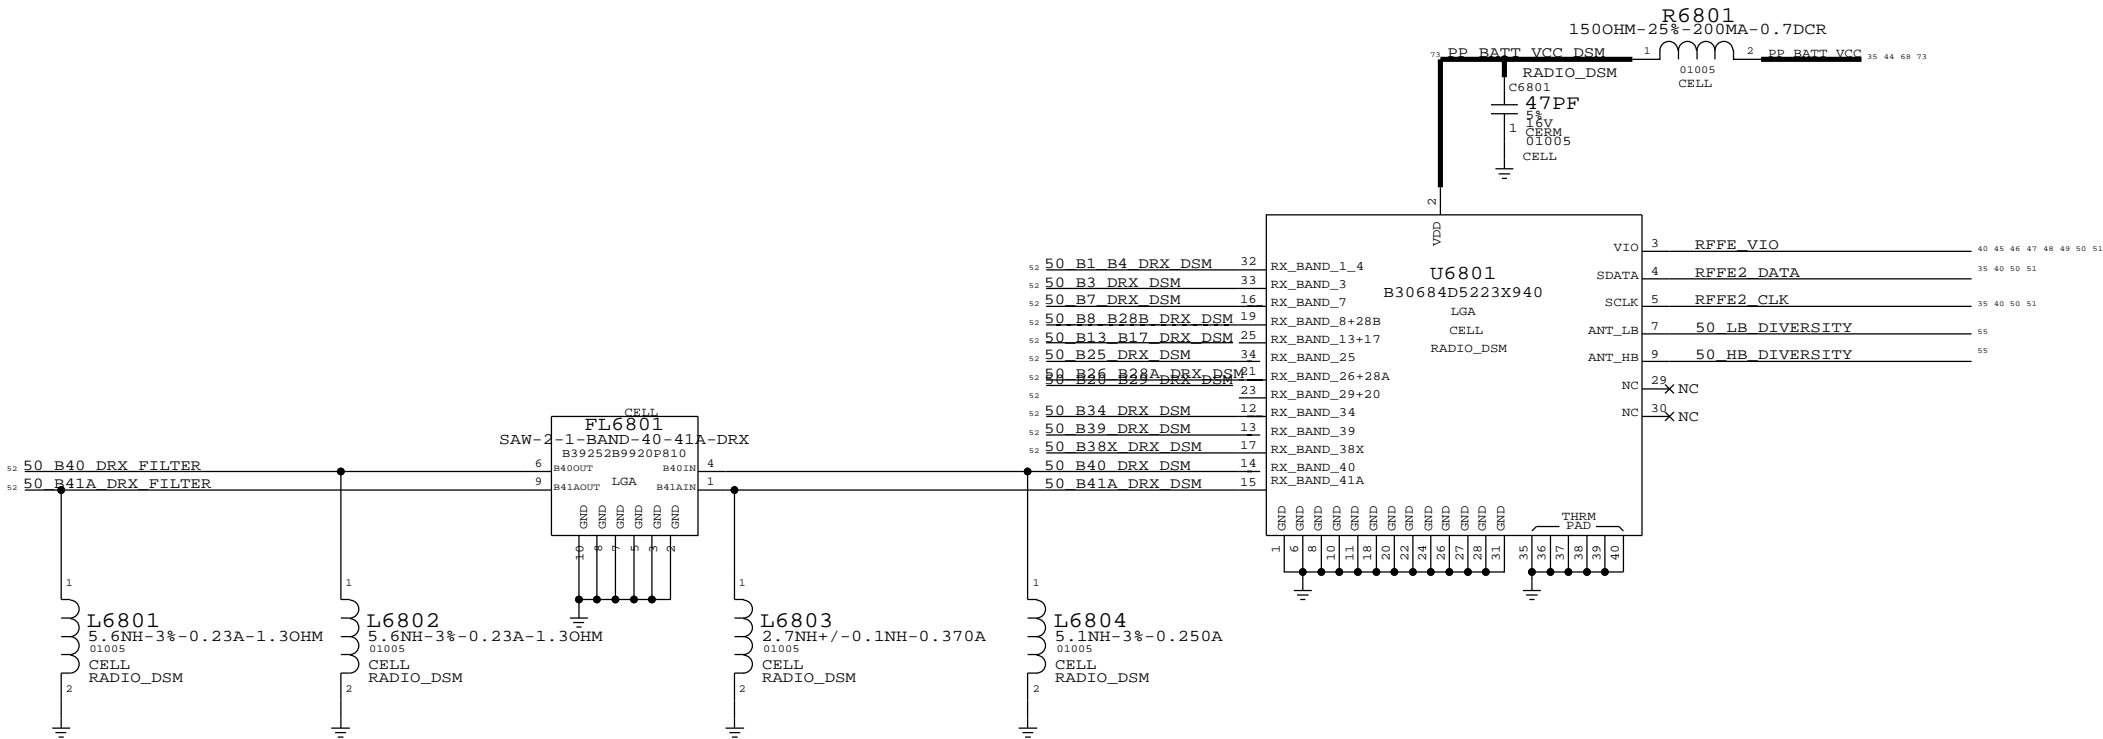 R6801
150OHM-25%-200MA-0.7DCR
73 PP_BATT_VCC_DSM 1 2 PP_BATT_VCC 35 44 68 73
RADIO_DSM 01005
CELL
C6801
47PF
5%
16V
1 CERM
01005
CELL
2
VDD
U6801
B30684D5223X940
LGA
CELL
RADIO_DSM
VIO 3 RFFE_VIO 40 45 46 47 48 49 50 51
SDATA 4 RFFE2_DATA 35 40 50 51
SCLK 5 RFFE2_CLK 35 40 50 51
ANT_LB 7 50_LB_DIVERSITY 55
ANT_HB 9 50_HB_DIVERSITY 55
NC 29 NC
NC 30 NC
52 50_B1_B4_DRX_DSM 32 RX_BAND_1_4
52 50_B3_DRX_DSM 33 RX_BAND_3
52 50_B7_DRX_DSM 16 RX_BAND_7
52 50_B8_B28B_DRX_DSM 19 RX_BAND_8+28B
52 50_B13_B17_DRX_DSM 25 RX_BAND_13+17
52 50_B25_DRX_DSM 34 RX_BAND_25
52 50_B26_B28A_DRX_DSM 21 RX_BAND_26+28A
52 50_B20_B29_DRX_DSM 23 RX_BAND_29+20
52 50_B34_DRX_DSM 12 RX_BAND_34
52 50_B39_DRX_DSM 13 RX_BAND_39
52 50_B38X_DRX_DSM 17 RX_BAND_38X
50_B40_DRX_DSM 14 RX_BAND_40
50_B41A_DRX_DSM 15 RX_BAND_41A
GND GND GND GND GND GND GND GND GND GND GND GND GND
THRM
PAD
1 6 8 10 11 18 20 22 24 26 27 28 31 35 36 37 38 39 40
CELL
FL6801
SAW-2-1-BAND-40-41A-DRX
B39252B9920P810
LGA
52 50_B40_DRX_FILTER 6 B40OUT B40IN 4
52 50_B41A_DRX_FILTER 9 B41AOUT B41AIN 1
GND GND GND GND GND GND
10 8 7 5 3 2
1
L6801
5.6NH-3%-0.23A-1.3OHM
01005
CELL
RADIO_DSM
2
1
L6802
5.6NH-3%-0.23A-1.3OHM
01005
CELL
RADIO_DSM
2
1
L6803
2.7NH+/-0.1NH-0.370A
01005
CELL
RADIO_DSM
2
1
L6804
5.1NH-3%-0.250A
01005
CELL
RADIO_DSM
2